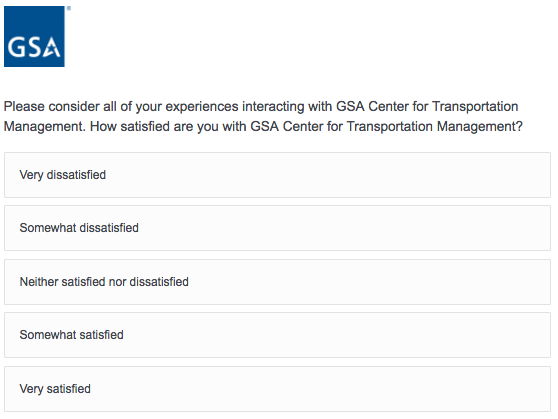 GSA
Please consider all of your experiences interacting with GSA Center for Transportation
Management. How satisfied are you with GSA Center for Transportation Management?
Very dissatisfied
Somewhat dissatisfied
Neither satisfied nor dissatisfied
Somewhat satisfied
Very satisfied